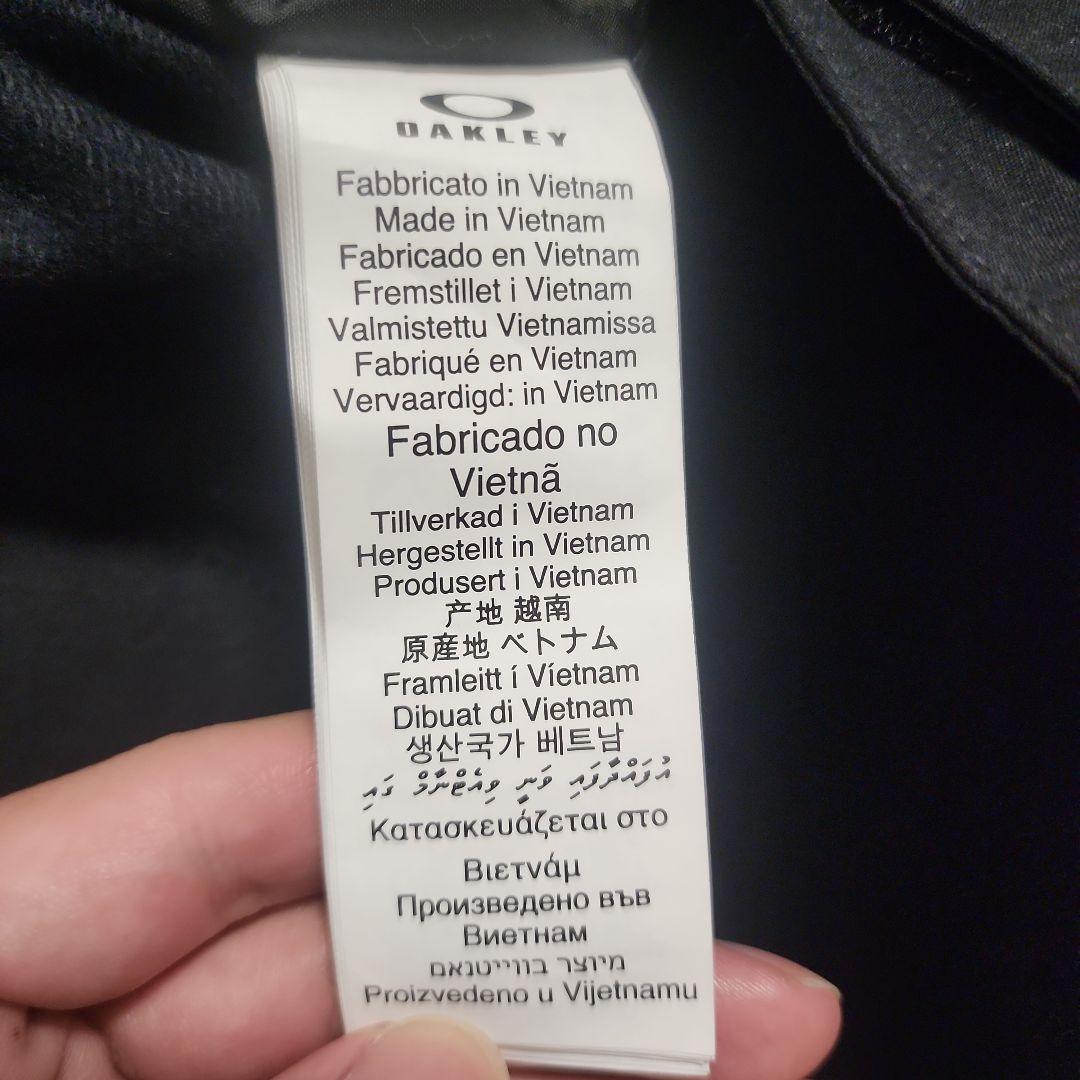 OAKLEY
Fabbricato in Vietnam
Made in Vietnam
Fabricado en Vietnam
Fremstillet i Vietnam
Valmistettu Vietnamissa
Fabriqué en Vietnam
Vervaardigd: in Vietnam
Fabricado no
Vietnã
Tillverkad i Vietnam
Hergestellt in Vietnam
Produsert i Vietnam
产地 越南
原産地 ベトナム
Framleitt í Víetnam
Dibuat di Vietnam
생산국가 베트남
އުފައްދާފައި ވަނީ ވިއެޓްނާމް ގައި
Κατασκευάζεται στο
Βιετνάμ
Произведено във
Виетнам
מיוצר בווייטנאם
Proizvedeno u Vijetnamu